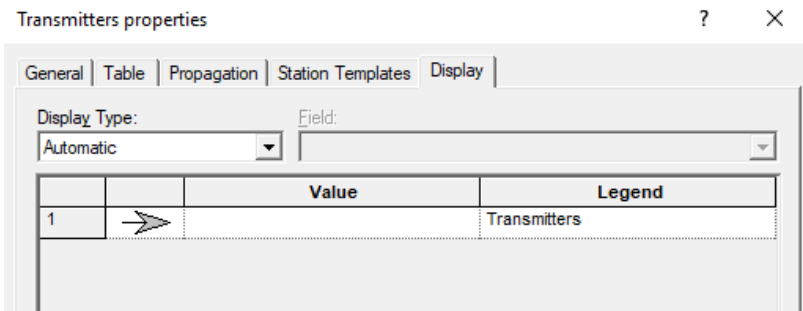 Transmitters properties ? ×
General Table Propagation Station Templates Display
Display Type: Field:
Automatic
Value Legend
1 Transmitters